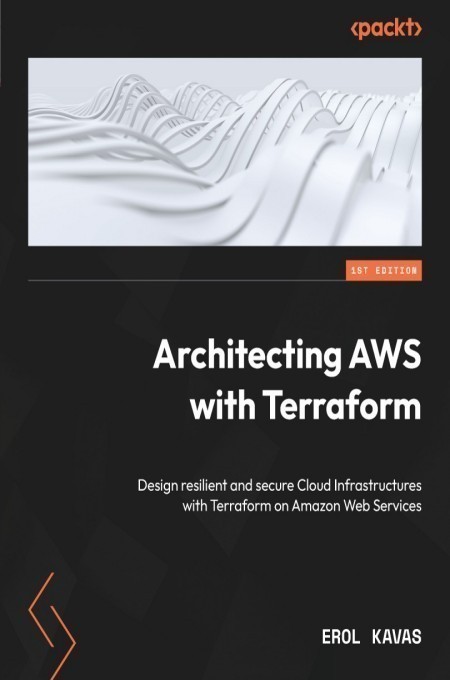 <packt>
1ST EDITION
Architecting AWS
with Terraform
Design resilient and secure Cloud Infrastructures
with Terraform on Amazon Web Services
EROL KAVAS